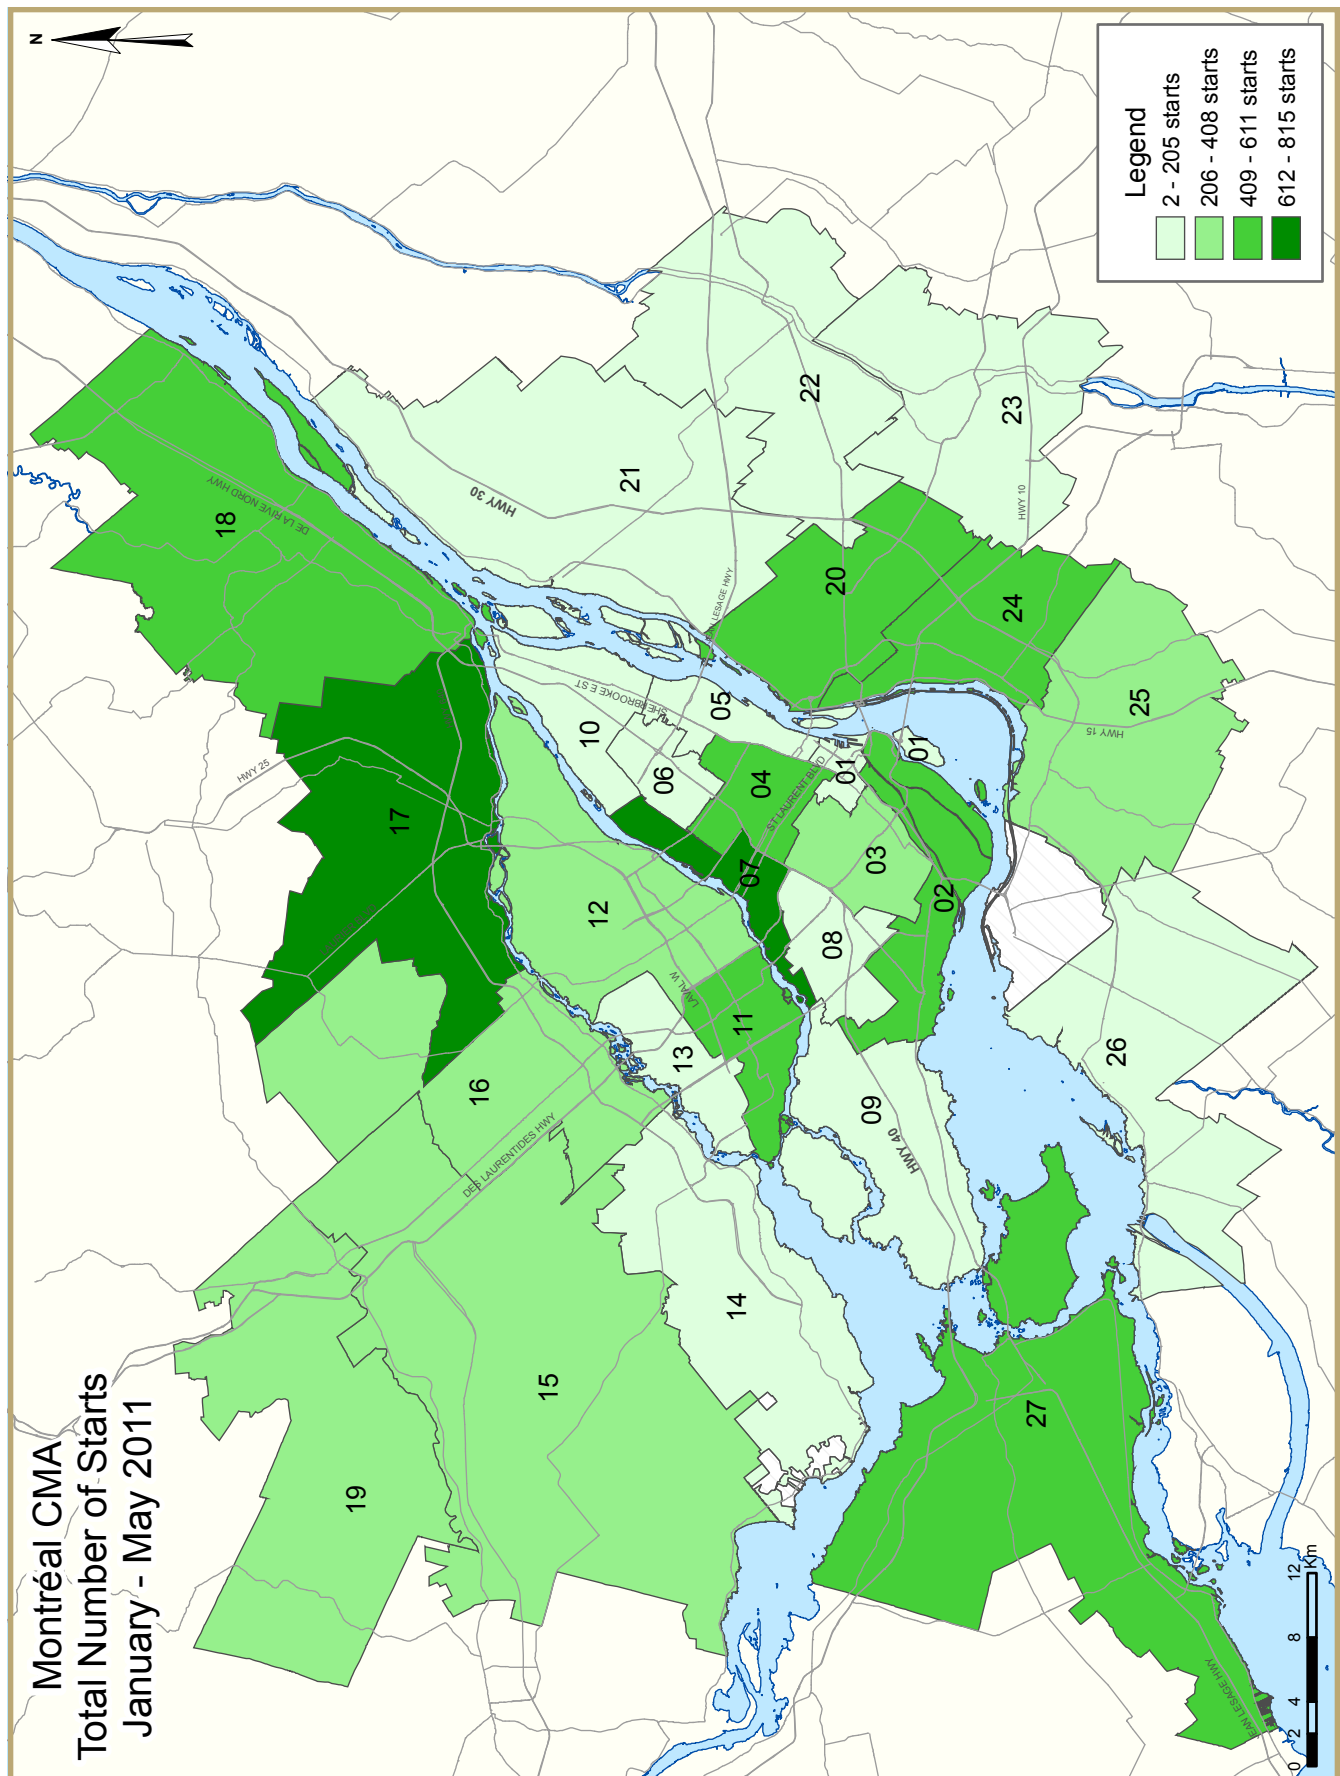 Montréal CMA
Total Number of Starts
January - May 2011
N
Legend
2 - 205 starts
206 - 408 starts
409 - 611 starts
612 - 815 starts
18
DE LA RIVE NORD HWY
HWY 30
21
22
23
HWY 10
20
24
25
HWY 15
LESAGE HWY
05
SHERBROOKE E ST
10
06
04
ST LAURENT BLVD
01
01
03
02
07
08
HWY 25
17
12
LAVAL W
11
13
16
DES LAURENTIDES HWY
09
HWY 40
26
14
15
19
27
EAN LESAGE HWY
0 2 4 8 12
Km